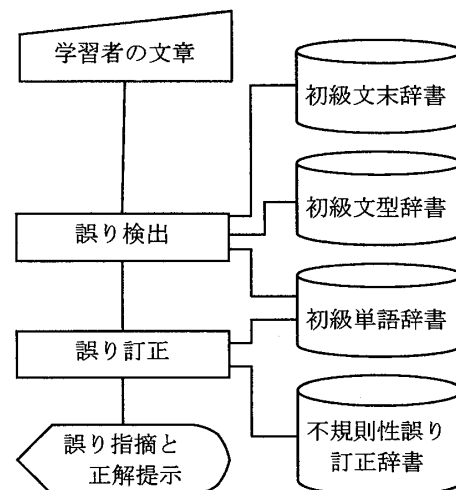 学習者の文章
初級文末辞書
初級文型辞書
誤り検出
初級単語辞書
誤り訂正
不規則性誤り
訂正辞書
誤り指摘と
正解提示